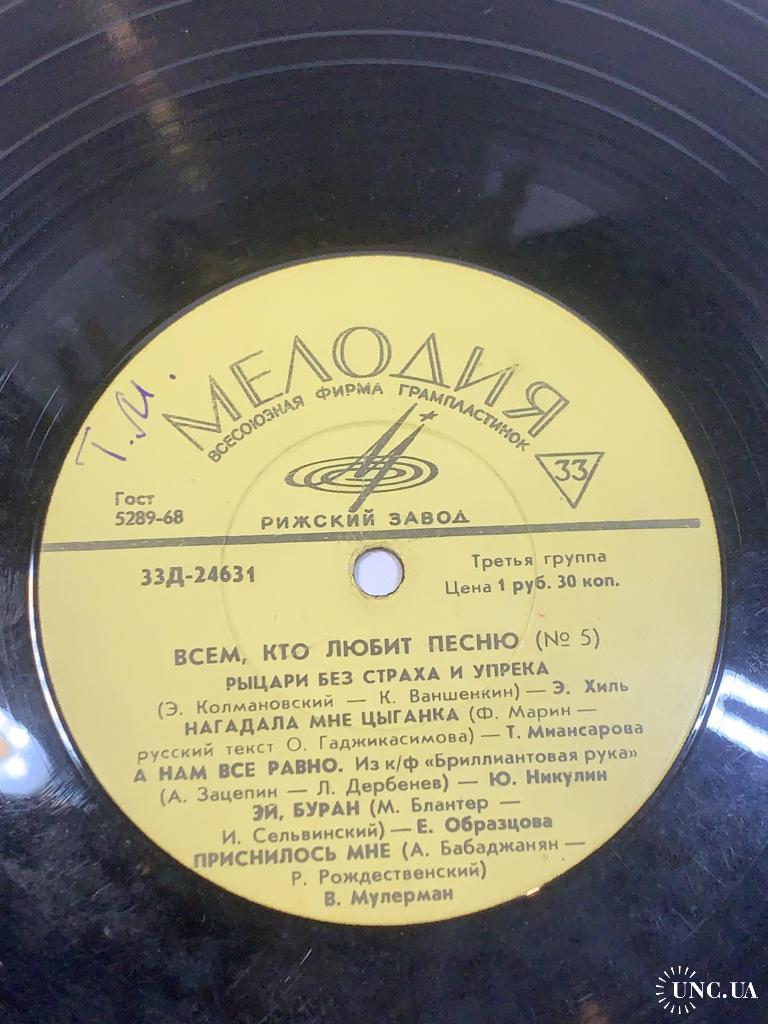 МЕЛОДИЯ
ВСЕСОЮЗНАЯ ФИРМА ГРАМПЛАСТИНОК
Т.М.
33
Гост
5289-68
РИЖСКИЙ ЗАВОД
33Д-24631
Третья группа
Цена 1 руб. 30 коп.
ВСЕМ, КТО ЛЮБИТ ПЕСНЮ (№ 5)
РЫЦАРИ БЕЗ СТРАХА И УПРЕКА
(Э. Колмановский — К. Ваншенкин) — Э. Хиль
НАГАДАЛА МНЕ ЦЫГАНКА (Ф. Марин —
русский текст О. Гаджикасимова) — Т. Миансарова
А НАМ ВСЕ РАВНО. Из к/ф «Бриллиантовая рука»
(А. Зацепин — Л. Дербенев) — Ю. Никулин
ЭЙ, БУРАН (М. Блантер —
И. Сельвинский) — Е. Образцова
ПРИСНИЛОСЬ МНЕ (А. Бабаджанян —
Р. Рождественский)
В. Мулерман
UNC.UA